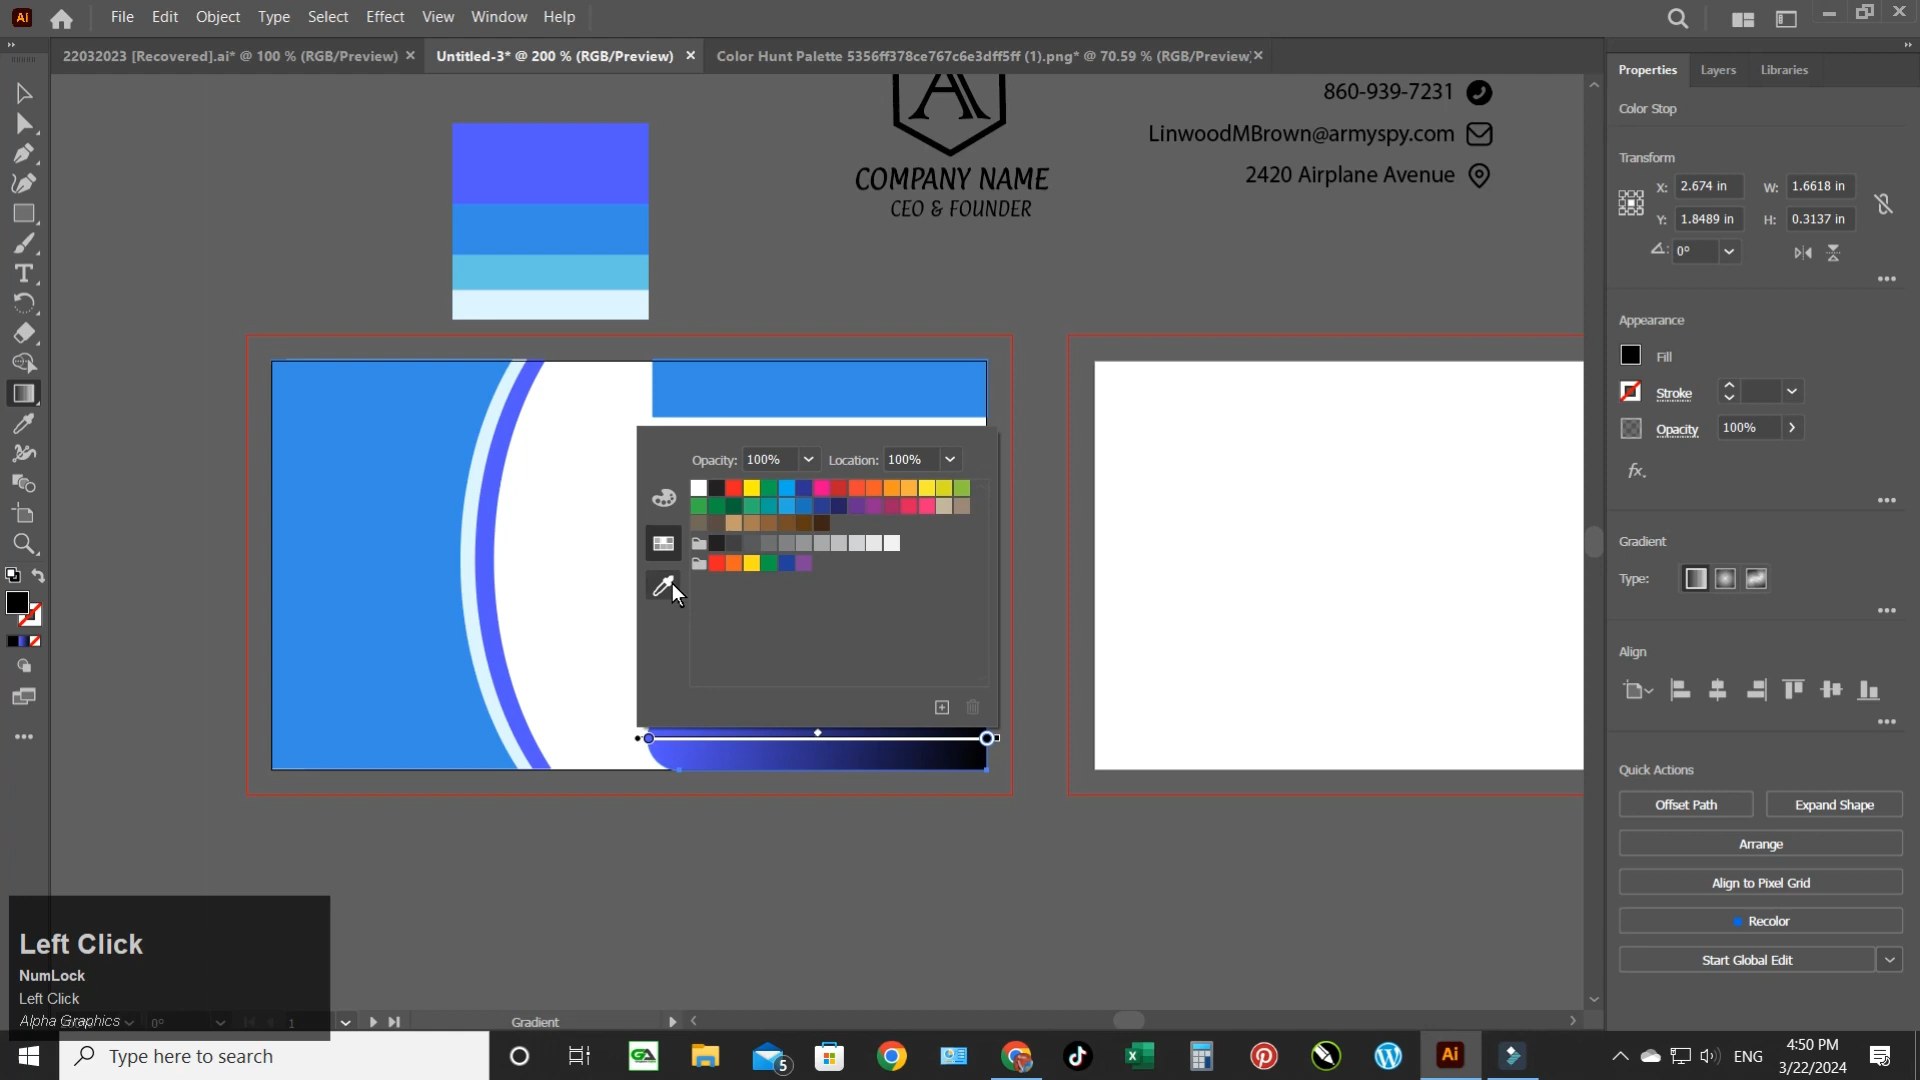 Ai File Edit Object Type Select Effect View Window Help
22032023 [Recovered].ai* @ 100 % (RGB/Preview) Untitled-3* @ 200 % (RGB/Preview) Color Hunt Palette 5356ff378ce767c6e3dff5ff (1).png* @ 70.59 % (RGB/Preview)
Properties Layers Libraries
Color Stop
Transform
X: 2.674 in W: 1.6618 in
Y: 1.8489 in H: 0.3137 in
0°
Appearance
Fill
Stroke
Opacity 100%
fx.
Gradient
Type:
Align
Quick Actions
Offset Path Expand Shape
Arrange
Align to Pixel Grid
Recolor
Start Global Edit
860-939-7231
LinwoodMBrown@armyspy.com
2420 Airplane Avenue
A
COMPANY NAME
CEO & FOUNDER
Opacity: 100% Location: 100%
Left Click
NumLock
Left Click
Alpha Graphics
0° 1 Gradient
Type here to search
5
ENG
4:50 PM
3/22/2024